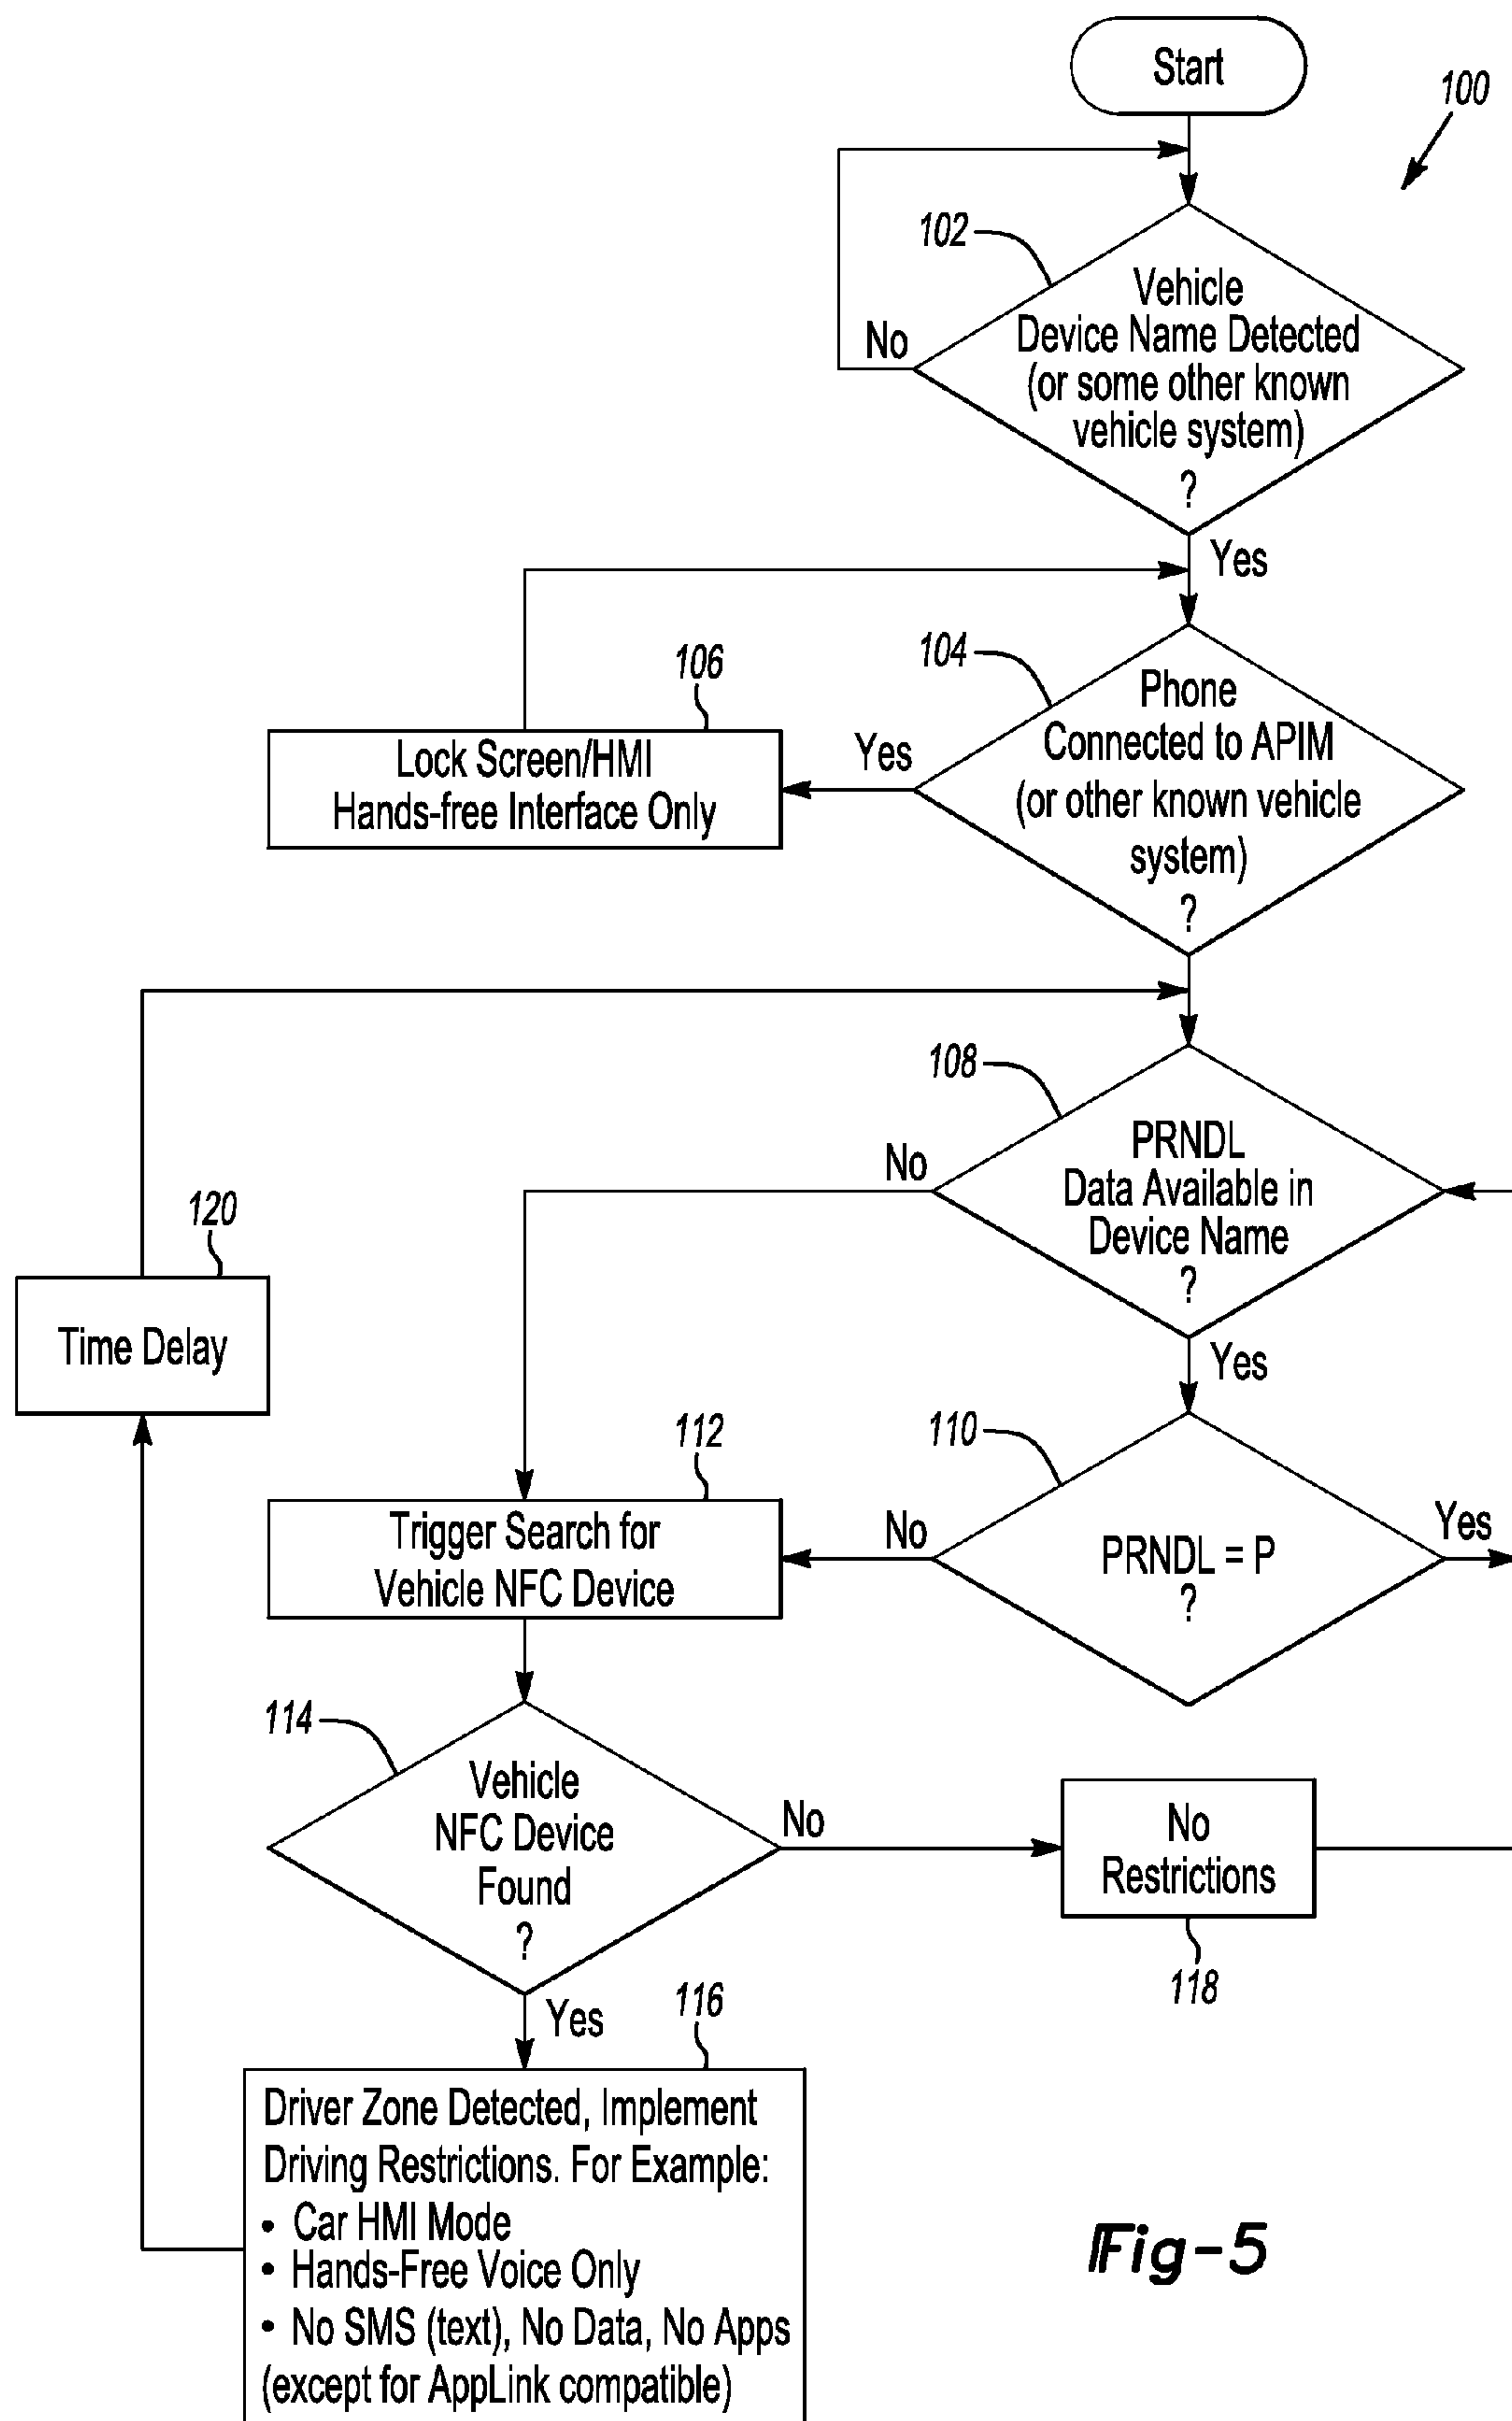 Start
100
102
Vehicle
Device Name Detected
(or some other known
vehicle system)
?
No
Yes
104
Phone
Connected to APIM
(or other known vehicle
system)
?
Yes
106
Lock Screen/HMI
Hands-free Interface Only
108
PRNDL
Data Available in
Device Name
?
No
Yes
120
Time Delay
110
PRNDL = P
?
No
Yes
112
Trigger Search for
Vehicle NFC Device
114
Vehicle
NFC Device
Found
?
No
Yes
No
Restrictions
118
116
Driver Zone Detected, Implement
Driving Restrictions. For Example:
• Car HMI Mode
• Hands-Free Voice Only
• No SMS (text), No Data, No Apps
(except for AppLink compatible)
Fig-5